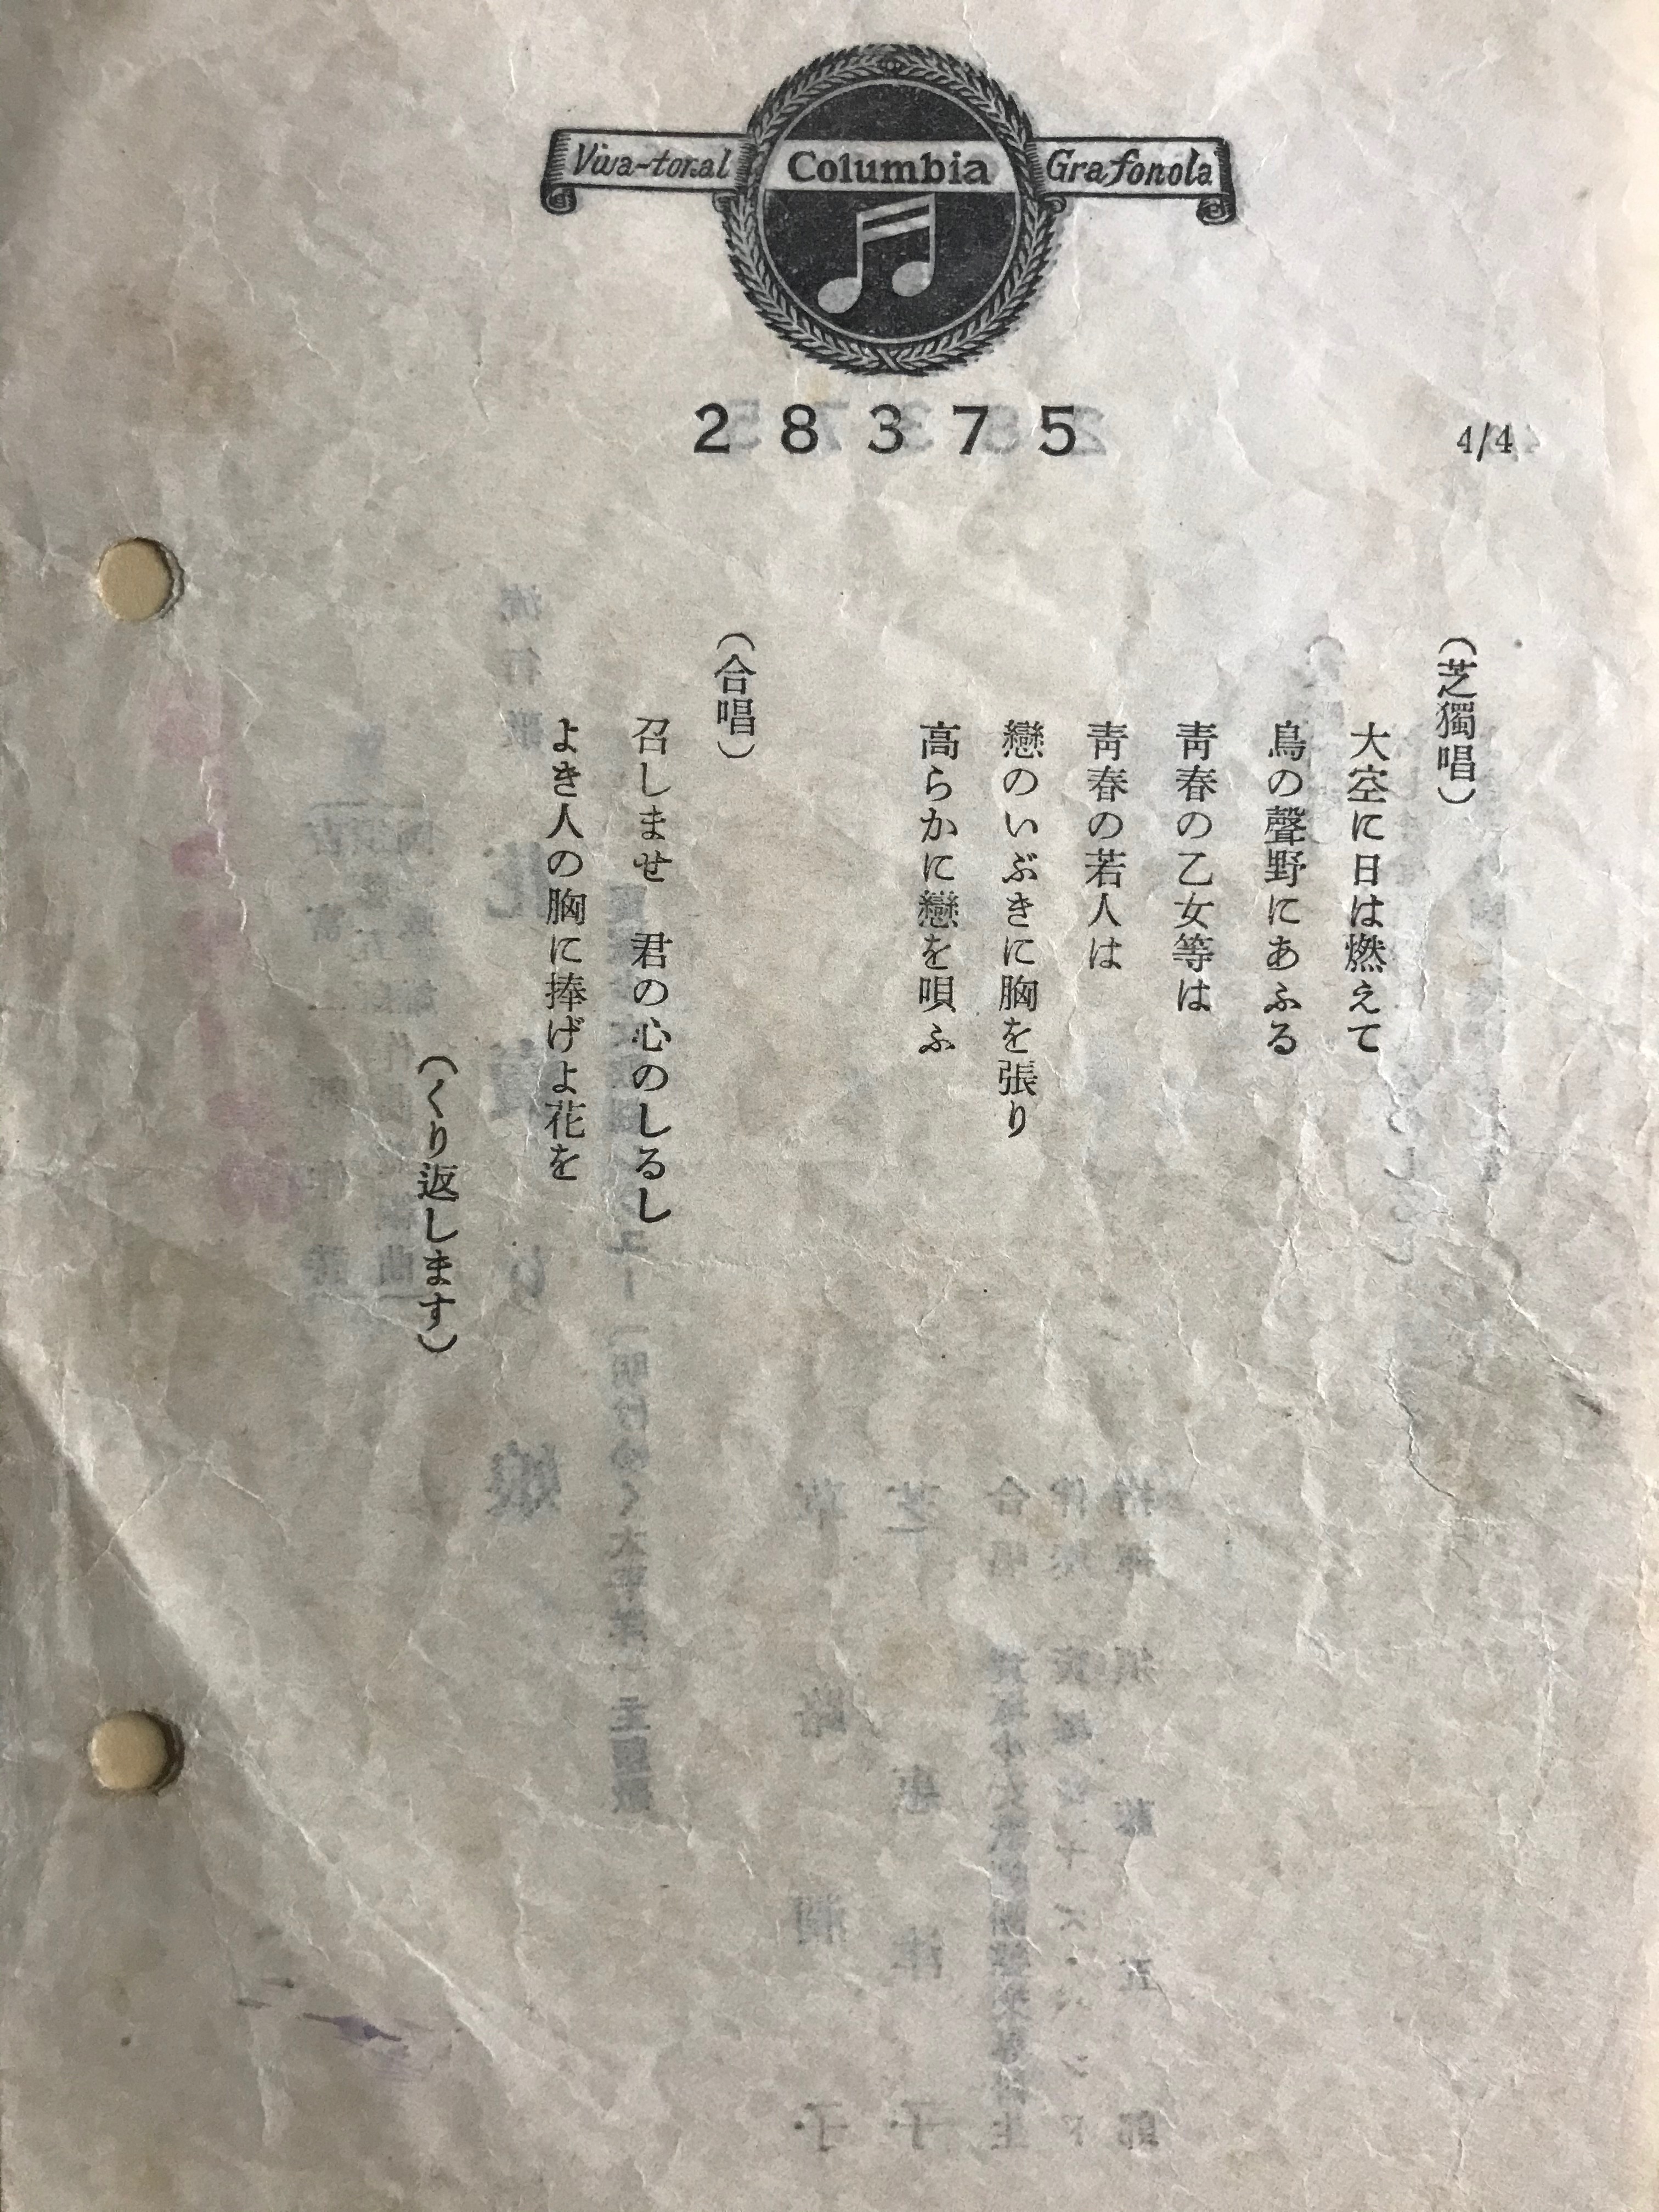 Viva-tonal Columbia Grafonola
28375
4/4
（芝獨唱）
大空に日は燃えて
鳥の聲野にあふる
靑春の乙女等は
靑春の若人は
戀のいぶきに胸を張り
高らかに戀を唄ふ
（合唱）
召しませ　君の心のしるし
よき人の胸に捧げよ花を
（くり返します）